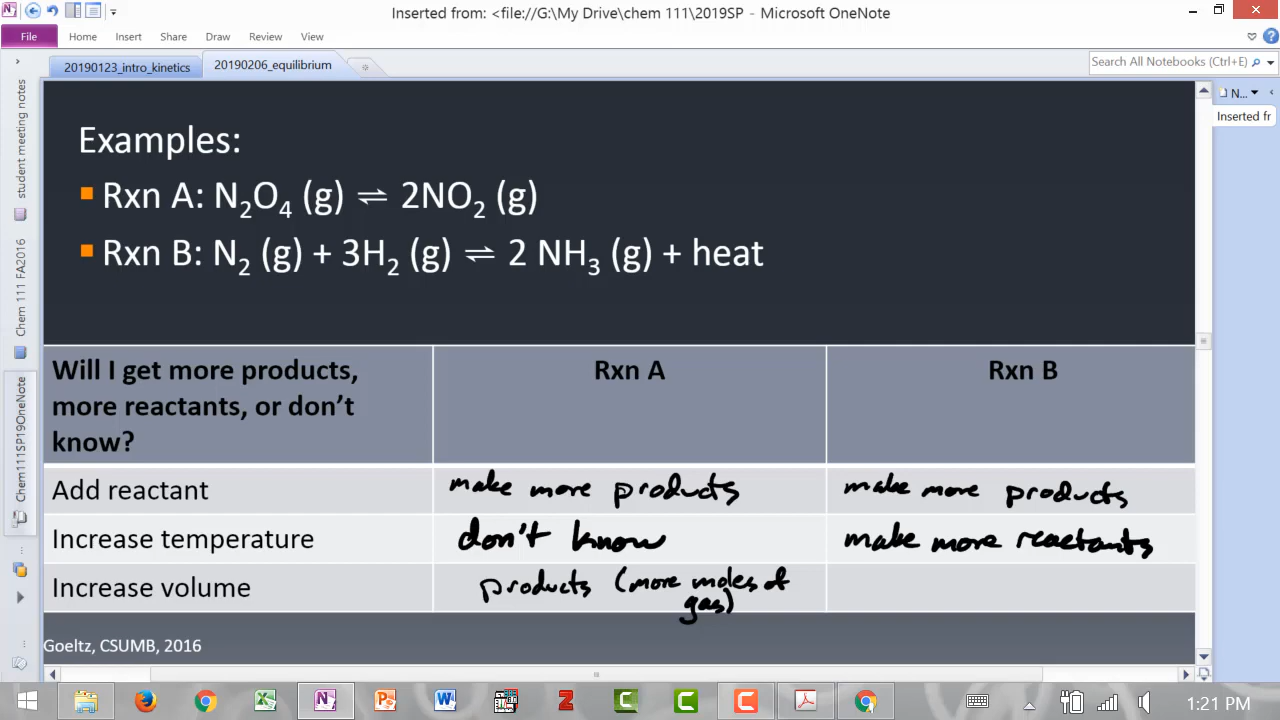 Inserted from: <file://G:\My Drive\chem 111\2019SP - Microsoft OneNote
File Home Insert Share Draw Review View
20190123_intro_kinetics 20190206_equilibrium
Search All Notebooks (Ctrl+E)
N...
Inserted fr
student meeting notes
Chem 111 FA2016
Chem111SP19OneNote
Examples:
Rxn A: N₂O₄ (g) ⇌ 2NO₂ (g)
Rxn B: N₂ (g) + 3H₂ (g) ⇌ 2 NH₃ (g) + heat
Will I get more products, more reactants, or don't know?
Rxn A
Rxn B
Add reactant make more products make more products
Increase temperature don't know make more reactants
Increase volume products (more moles of
gas)
Goeltz, CSUMB, 2016
1:21 PM